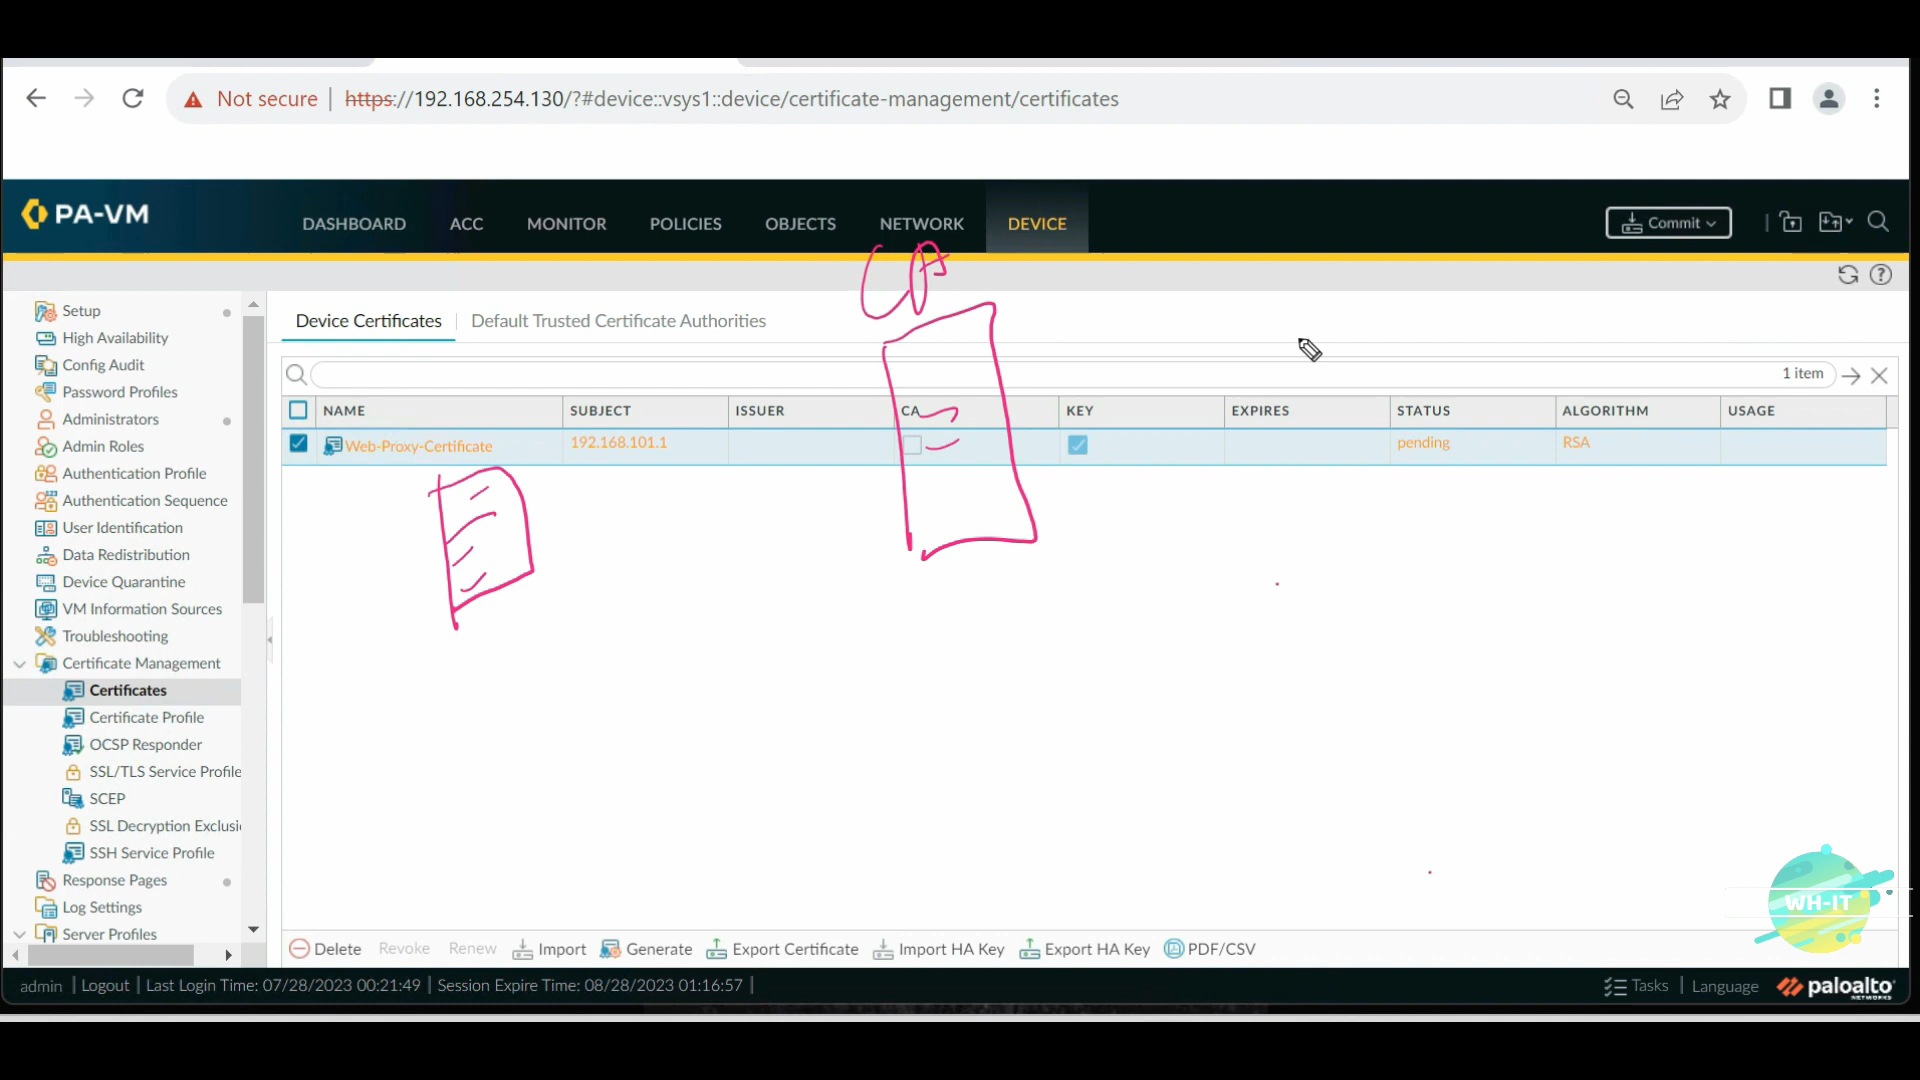 Not secure | https://192.168.254.130/?#device::vsys1::device/certificate-management/certificates
PA-VM
DASHBOARD ACC MONITOR POLICIES OBJECTS NETWORK DEVICE
Commit
CA
Device Certificates | Default Trusted Certificate Authorities
1 item
NAME SUBJECT ISSUER CA KEY EXPIRES STATUS ALGORITHM USAGE
Web-Proxy-Certificate 192.168.101.1 pending RSA
Setup
High Availability
Config Audit
Password Profiles
Administrators
Admin Roles
Authentication Profile
Authentication Sequence
User Identification
Data Redistribution
Device Quarantine
VM Information Sources
Troubleshooting
Certificate Management
Certificates
Certificate Profile
OCSP Responder
SSL/TLS Service Profile
SCEP
SSL Decryption Exclusi
SSH Service Profile
Response Pages
Log Settings
Server Profiles
WH-IT
Delete Revoke Renew Import Generate Export Certificate Import HA Key Export HA Key PDF/CSV
admin | Logout | Last Login Time: 07/28/2023 00:21:49 | Session Expire Time: 08/28/2023 01:16:57 |
Tasks | Language paloalto NETWORKS